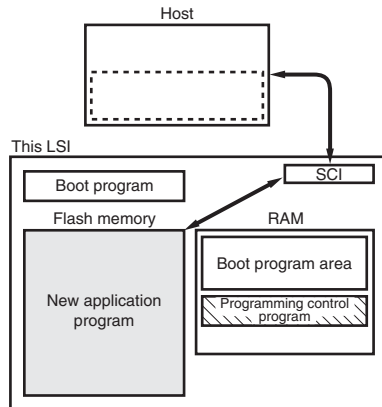 Host
This LSI
SCI
Boot program
Flash memory
RAM
New application
program
Boot program area
Programming control
program